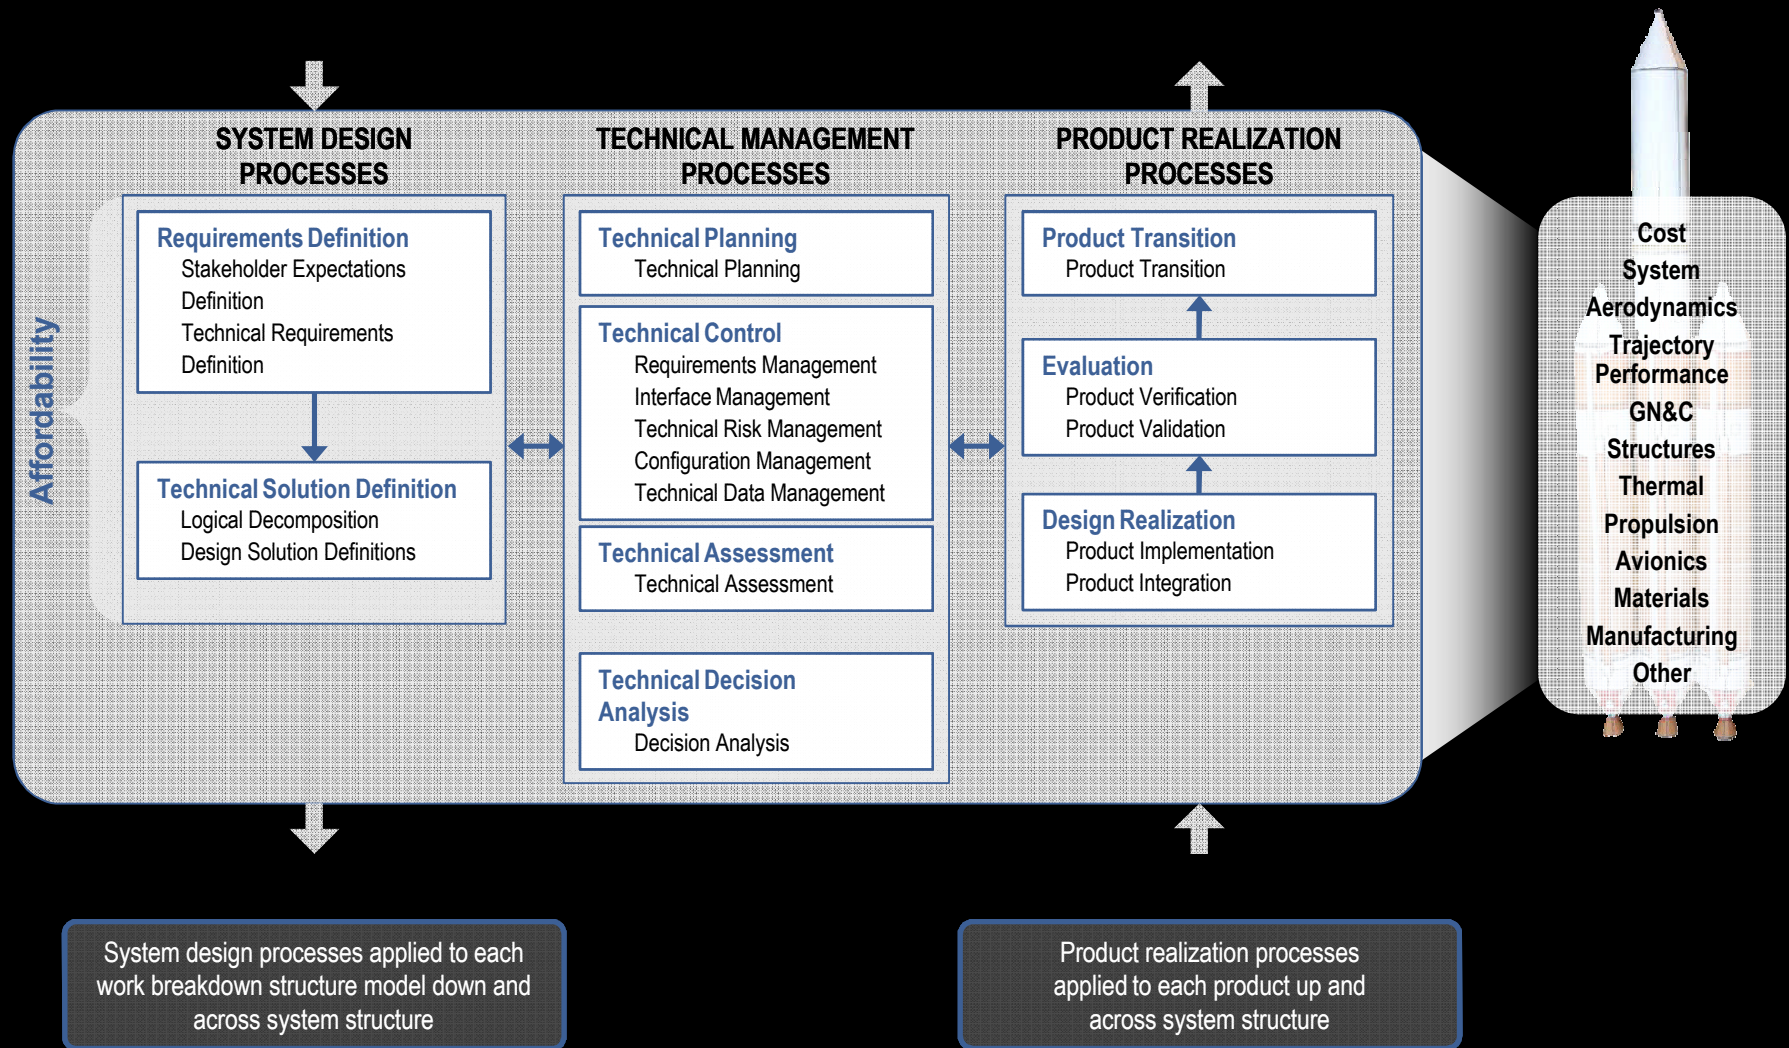 SYSTEM DESIGN
PROCESSES
Requirements Definition
Stakeholder Expectations
Definition
Technical Requirements
Definition
Technical Solution Definition
Logical Decomposition
Design Solution Definitions
Affordability
TECHNICAL MANAGEMENT
PROCESSES
Technical Planning
Technical Planning
Technical Control
Requirements Management
Interface Management
Technical Risk Management
Configuration Management
Technical Data Management
Technical Assessment
Technical Assessment
Technical Decision
Analysis
Decision Analysis
PRODUCT REALIZATION
PROCESSES
Product Transition
Product Transition
Evaluation
Product Verification
Product Validation
Design Realization
Product Implementation
Product Integration
Cost
System
Aerodynamics
Trajectory
Performance
GN&C
Structures
Thermal
Propulsion
Avionics
Materials
Manufacturing
Other
System design processes applied to each
work breakdown structure model down and
across system structure
Product realization processes
applied to each product up and
across system structure